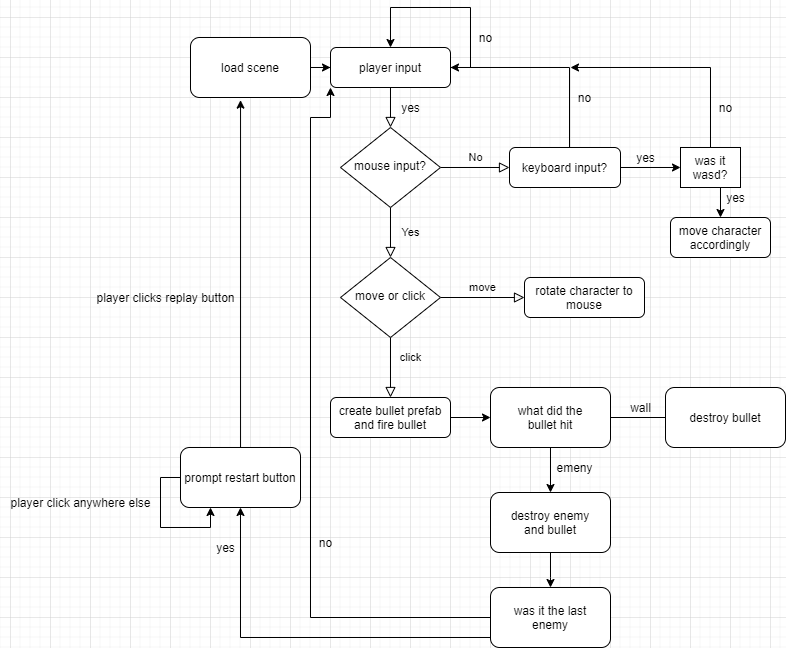 no
load scene
player input
yes
no
no
mouse input?
No
keyboard input?
yes
was it
wasd?
yes
Yes
move character
accordingly
move or click
move
rotate character to
mouse
player clicks replay button
click
create bullet prefab
and fire bullet
what did the
bullet hit
wall
destroy bullet
emeny
prompt restart button
player click anywhere else
destroy enemy
and bullet
yes
no
was it the last
enemy